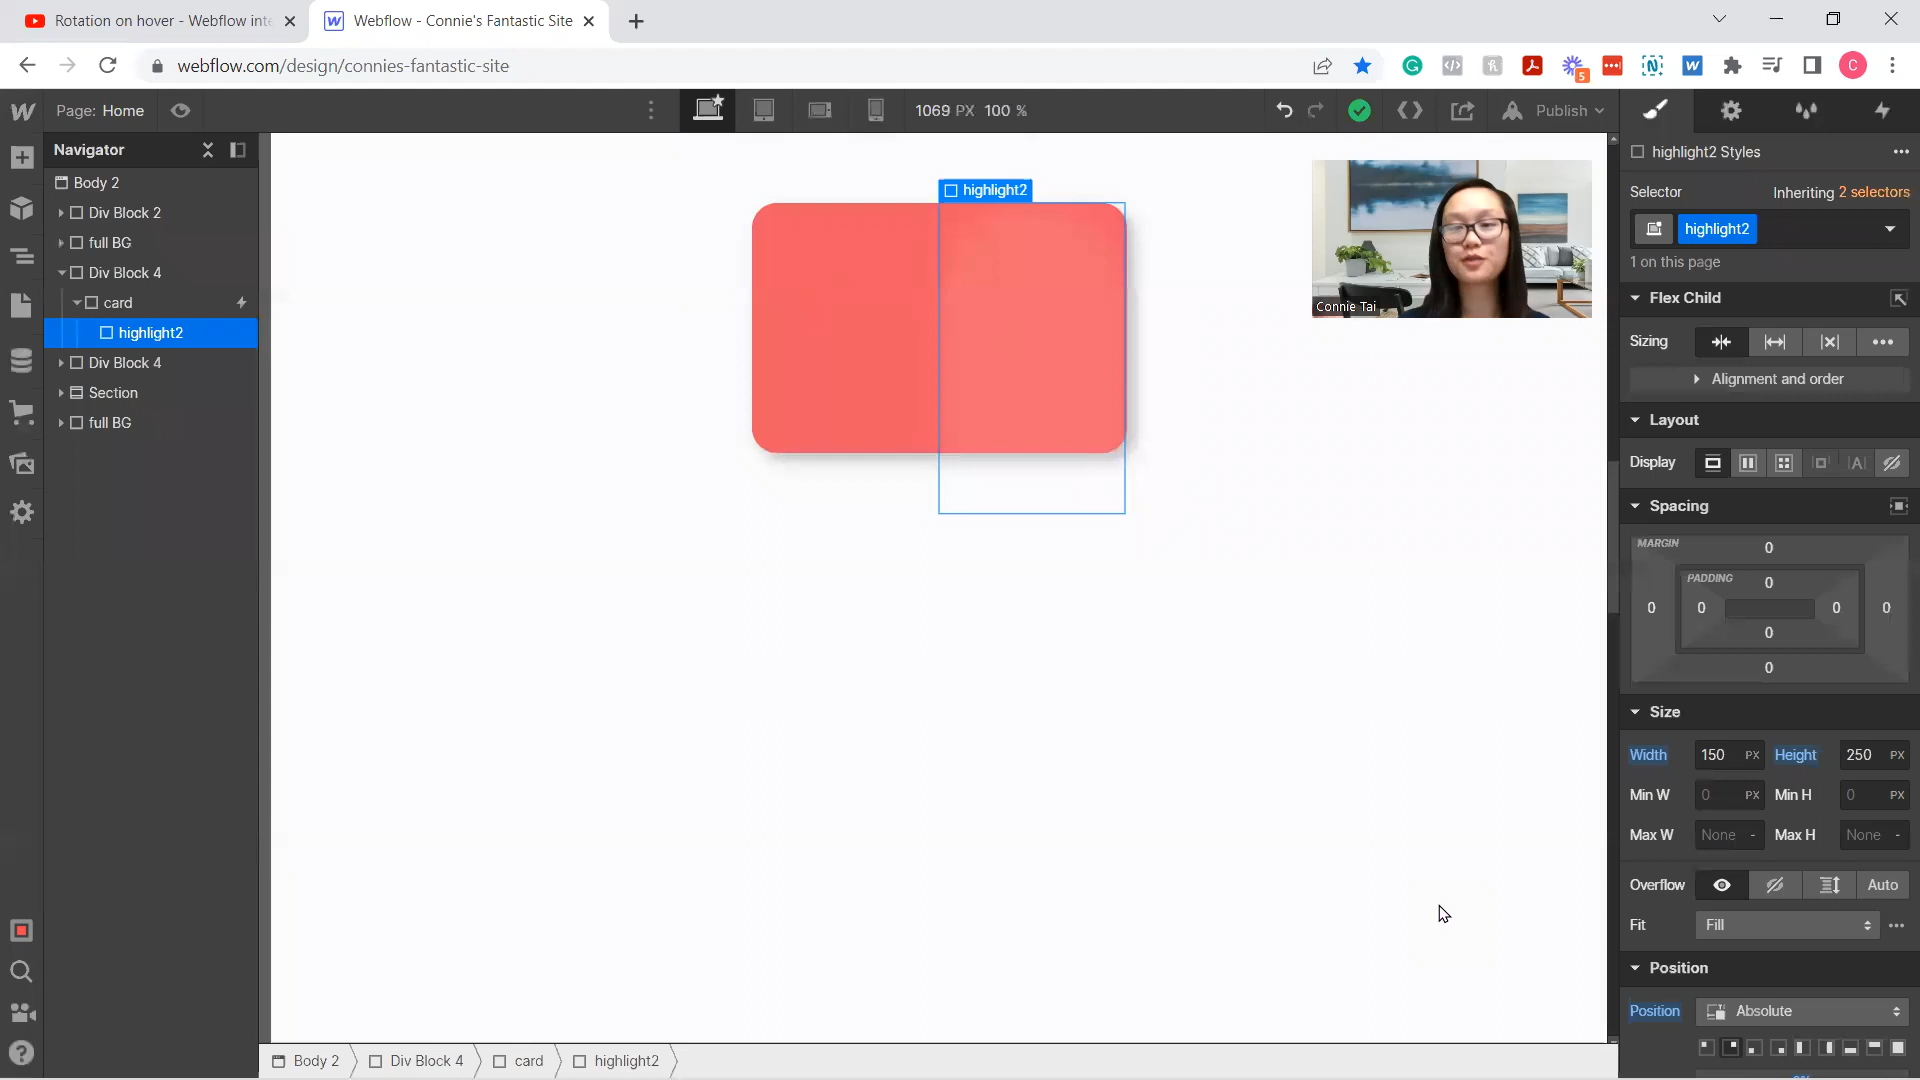 Rotation on hover - Webflow inte
Webflow - Connie's Fantastic Site
webflow.com/design/connies-fantastic-site
5
C
Page: Home
1069 PX 100 %
Publish
Navigator
Body 2
Div Block 2
full BG
Div Block 4
card
highlight2
Div Block 4
Section
full BG
highlight2
Connie Tai
highlight2 Styles
Selector
Inheriting 2 selectors
highlight2
1 on this page
Flex Child
Sizing
Alignment and order
Layout
Display
Spacing
MARGIN
0
PADDING
0
0 0 0 0
0
0
Size
Width 150 PX Height 250 PX
Min W 0 PX Min H 0 PX
Max W None - Max H None -
Overflow Auto
Fit Fill
Position
Position Absolute
Body 2 Div Block 4 card highlight2